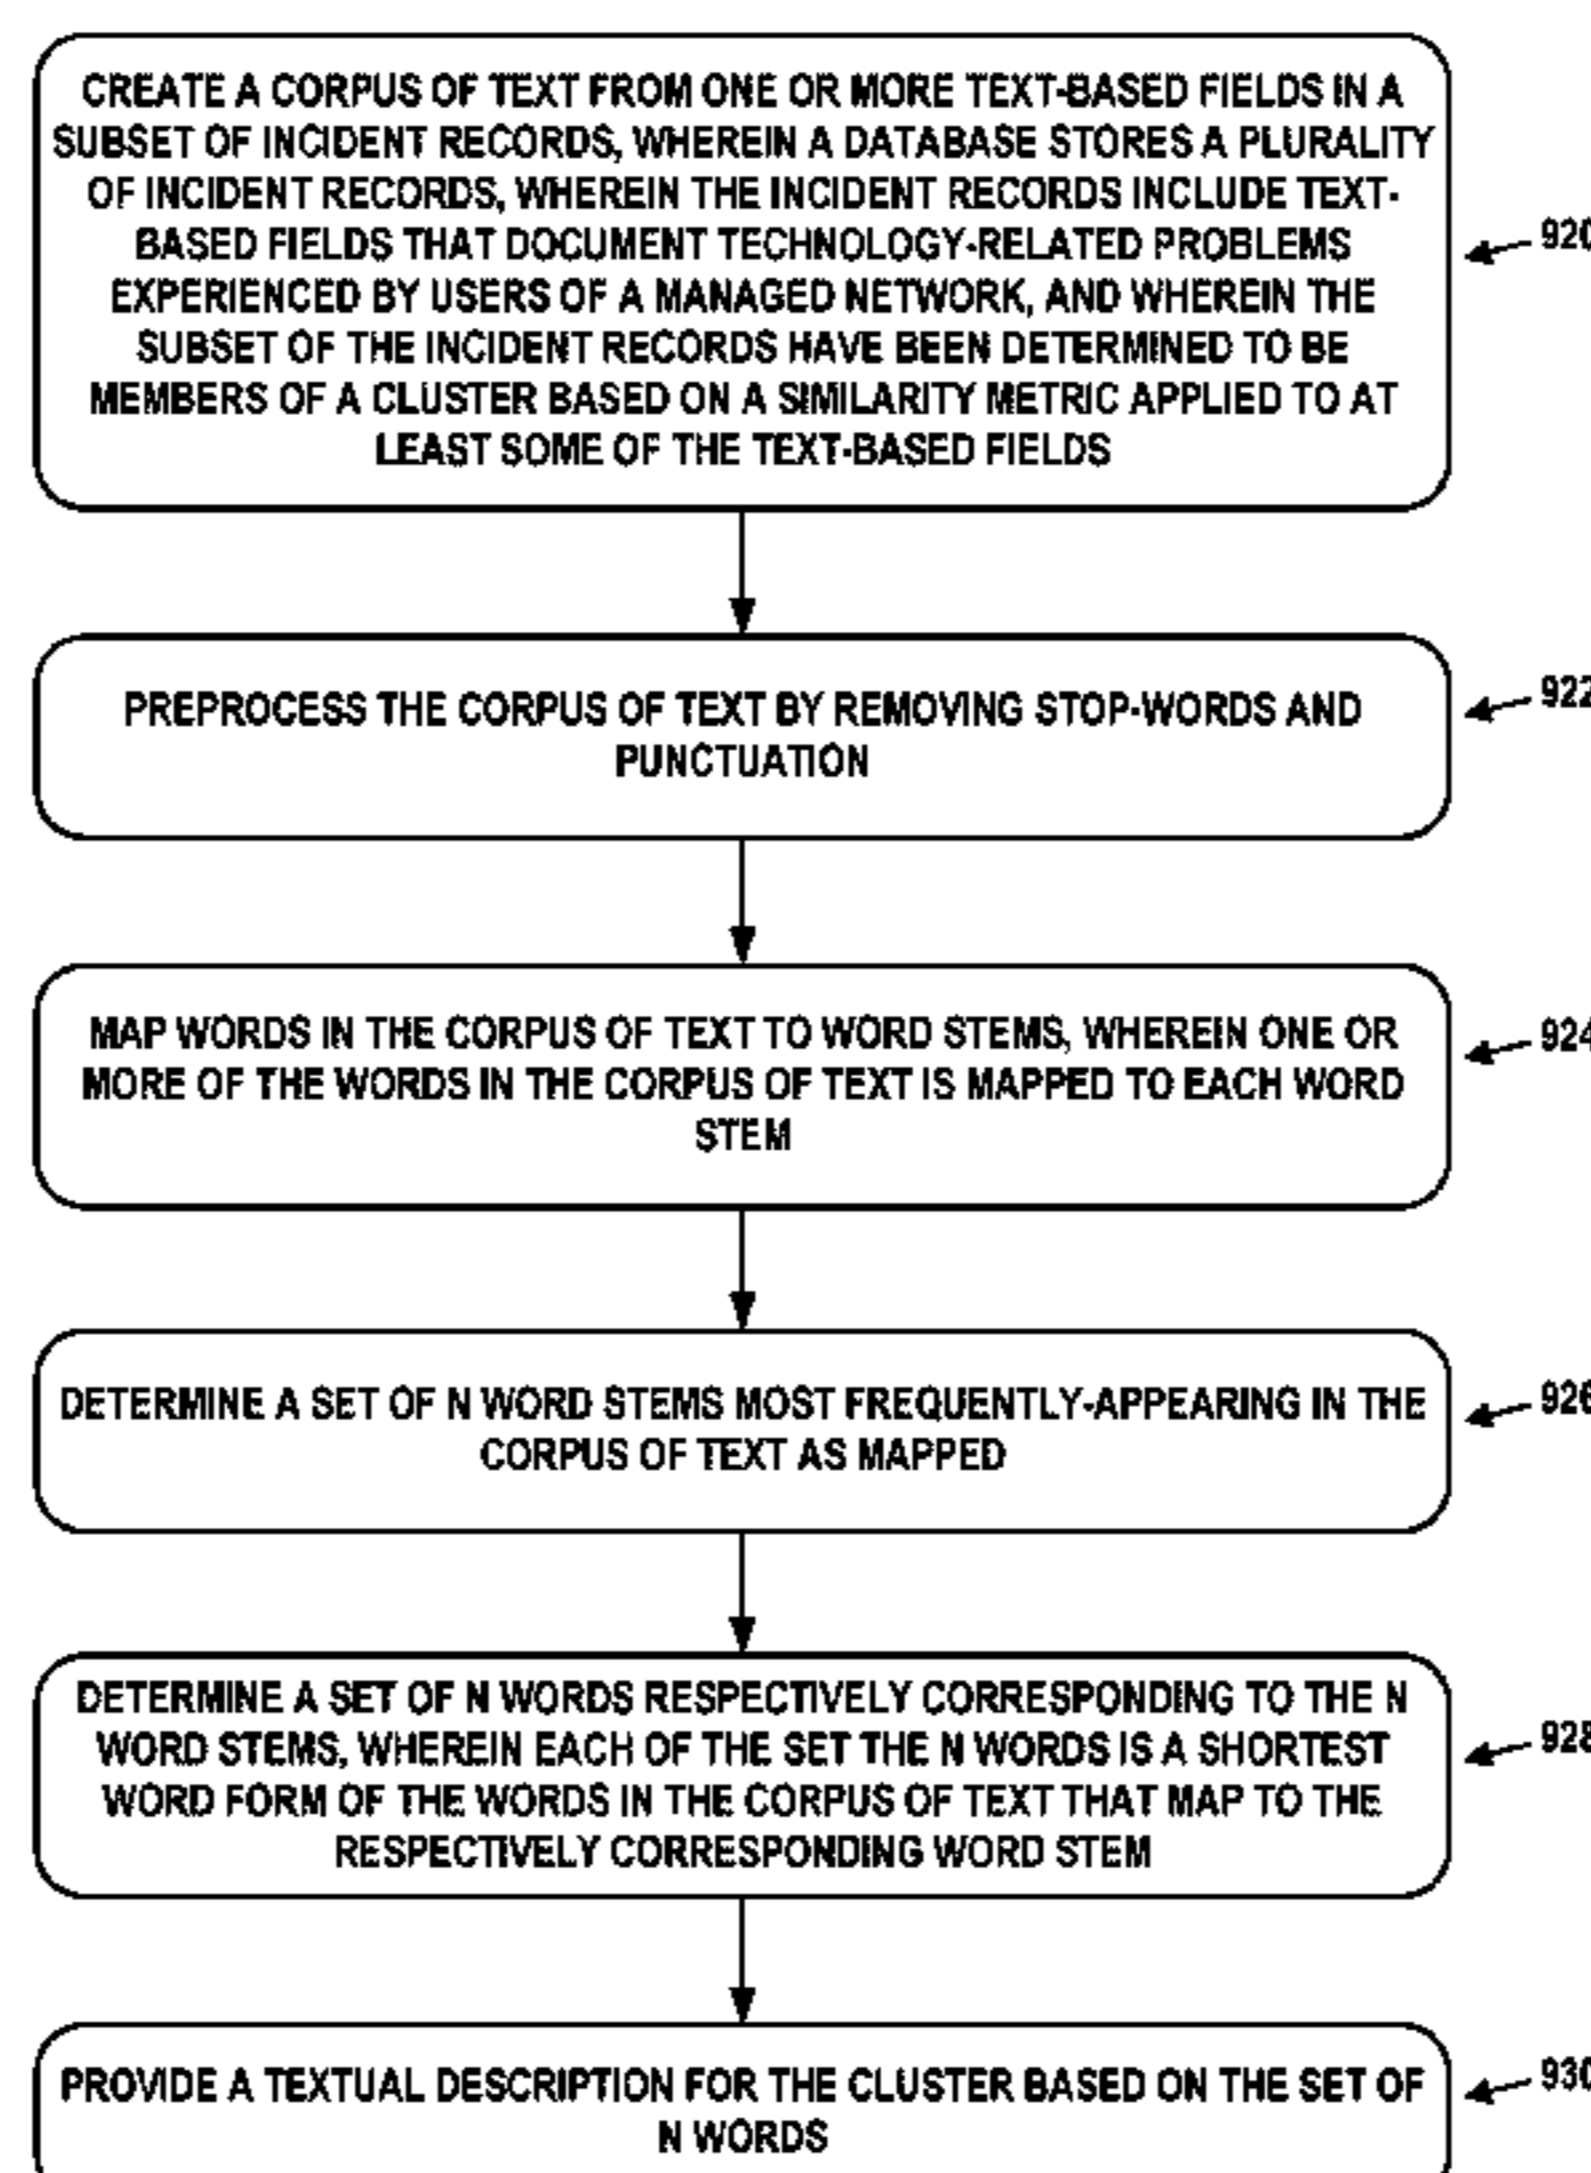 CREATE A CORPUS OF TEXT FROM ONE OR MORE TEXT-BASED FIELDS IN A
SUBSET OF INCIDENT RECORDS, WHEREIN A DATABASE STORES A PLURALITY
OF INCIDENT RECORDS, WHEREIN THE INCIDENT RECORDS INCLUDE TEXT-
BASED FIELDS THAT DOCUMENT TECHNOLOGY-RELATED PROBLEMS
EXPERIENCED BY USERS OF A MANAGED NETWORK, AND WHEREIN THE
SUBSET OF THE INCIDENT RECORDS HAVE BEEN DETERMINED TO BE
MEMBERS OF A CLUSTER BASED ON A SIMILARITY METRIC APPLIED TO AT
LEAST SOME OF THE TEXT-BASED FIELDS
920
PREPROCESS THE CORPUS OF TEXT BY REMOVING STOP-WORDS AND
PUNCTUATION
922
MAP WORDS IN THE CORPUS OF TEXT TO WORD STEMS, WHEREIN ONE OR
MORE OF THE WORDS IN THE CORPUS OF TEXT IS MAPPED TO EACH WORD
STEM
924
DETERMINE A SET OF N WORD STEMS MOST FREQUENTLY-APPEARING IN THE
CORPUS OF TEXT AS MAPPED
926
DETERMINE A SET OF N WORDS RESPECTIVELY CORRESPONDING TO THE N
WORD STEMS, WHEREIN EACH OF THE SET THE N WORDS IS A SHORTEST
WORD FORM OF THE WORDS IN THE CORPUS OF TEXT THAT MAP TO THE
RESPECTIVELY CORRESPONDING WORD STEM
928
PROVIDE A TEXTUAL DESCRIPTION FOR THE CLUSTER BASED ON THE SET OF
N WORDS
930